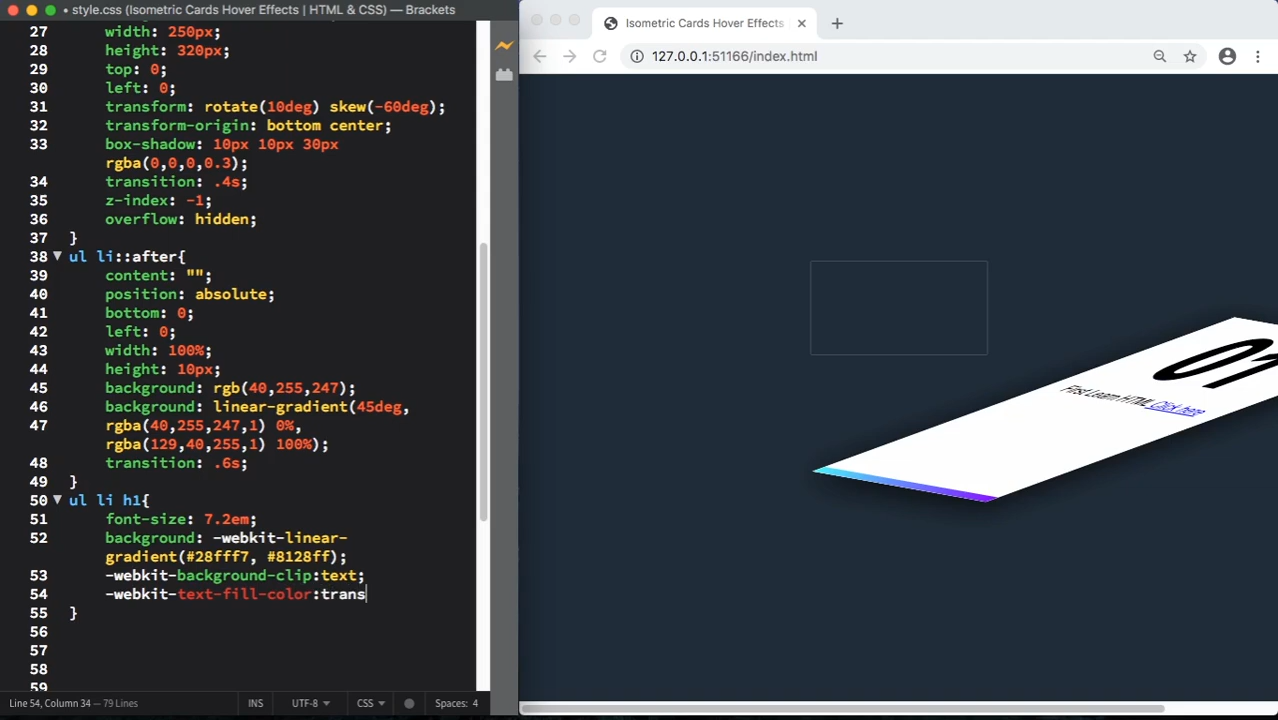 • style.css (Isometric Cards Hover Effects | HTML & CSS) — Brackets
27 width: 250px;
28 height: 320px;
29 top: 0;
30 left: 0;
31 transform: rotate(10deg) skew(-60deg);
32 transform-origin: bottom center;
33 box-shadow: 10px 10px 30px
rgba(0,0,0,0.3);
34 transition: .4s;
35 z-index: -1;
36 overflow: hidden;
37 }
38 ul li::after{
39 content: "";
40 position: absolute;
41 bottom: 0;
42 left: 0;
43 width: 100%;
44 height: 10px;
45 background: rgb(40,255,247);
46 background: linear-gradient(45deg,
47 rgba(40,255,247,1) 0%,
rgba(129,40,255,1) 100%);
48 transition: .6s;
49 }
50 ul li h1{
51 font-size: 7.2em;
52 background: -webkit-linear-
gradient(#28fff7, #8128ff);
53 -webkit-background-clip:text;
54 -webkit-text-fill-color:trans
55 }
56
57
58
59
Line 54, Column 34 — 79 Lines
INS
UTF-8
CSS
Spaces: 4
Isometric Cards Hover Effects
127.0.0.1:51166/index.html
01
First Learn HTML Click here